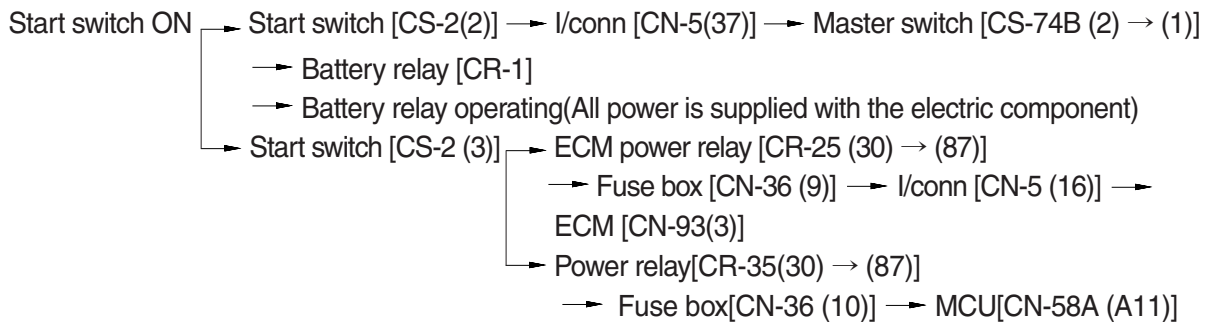 Start switch ON → Start switch [CS-2(2)] → I/conn [CN-5(37)] → Master switch [CS-74B (2) → (1)]
→ Battery relay [CR-1]
→ Battery relay operating(All power is supplied with the electric component)
→ Start switch [CS-2 (3)] → ECM power relay [CR-25 (30) → (87)]
→ Fuse box [CN-36 (9)] → I/conn [CN-5 (16)] →
ECM [CN-93(3)]
→ Power relay[CR-35(30) → (87)]
→ Fuse box[CN-36 (10)] → MCU[CN-58A (A11)]